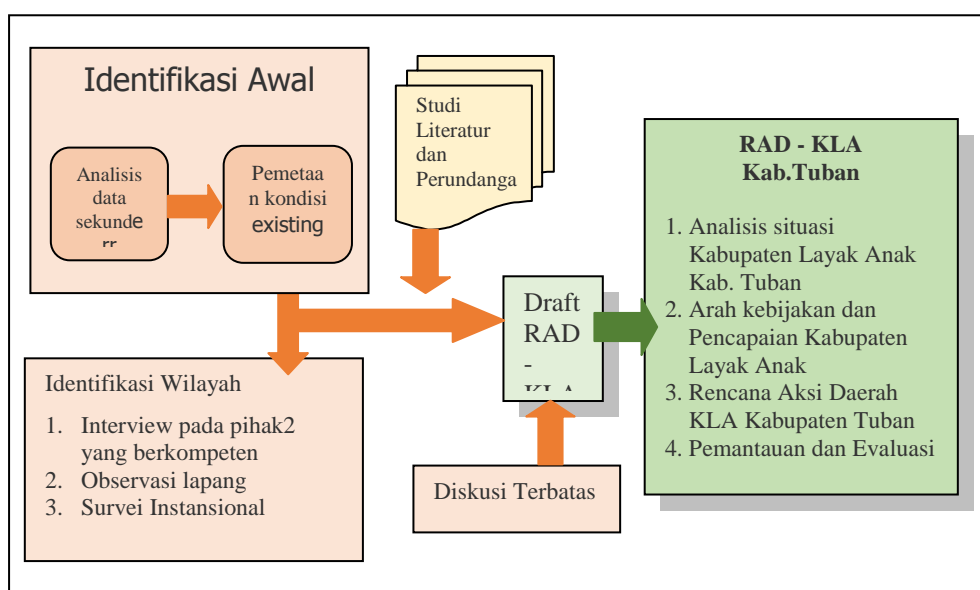 Identifikasi Awal
Analisis
data
sekunde
Pemetaa
n kondisi
existing
Studi
Literatur
dan
Perundanga
Identifikasi Wilayah
1. Interview pada pihak2
yang berkompeten
2. Observasi lapang
3. Survei Instansional
Draft
RAD
-
KLA
Diskusi Terbatas
RAD - KLA
Kab.Tuban
1. Analisis situasi
Kabupaten Layak Anak
Kab. Tuban
2. Arah kebijakan dan
Pencapaian Kabupaten
Layak Anak
3. Rencana Aksi Daerah
KLA Kabupaten Tuban
4. Pemantauan dan Evaluasi